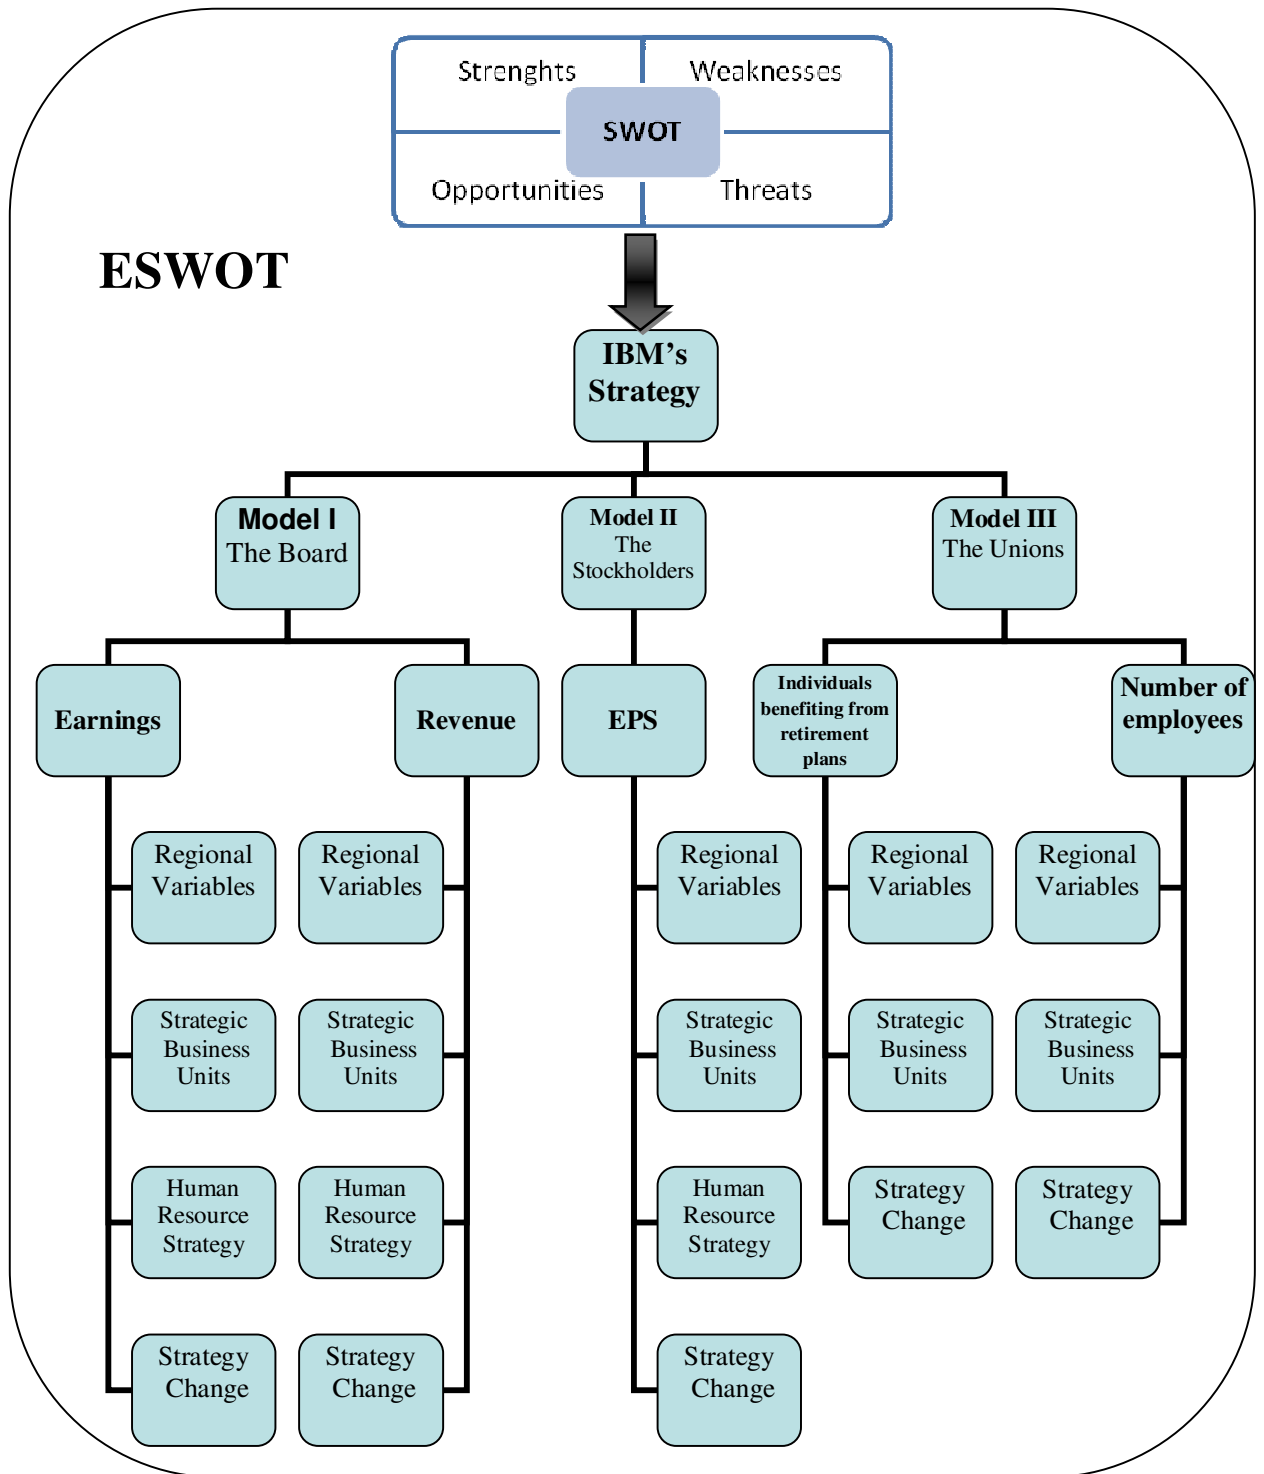 Strenghts
Weaknesses
SWOT
Opportunities
Threats
ESWOT
IBM's
Strategy
Model I
The Board
Model II
The
Stockholders
Model III
The Unions
Earnings
Revenue
EPS
Individuals
benefiting from
retirement
plans
Number of
employees
Regional
Variables
Regional
Variables
Regional
Variables
Regional
Variables
Regional
Variables
Strategic
Business
Units
Strategic
Business
Units
Strategic
Business
Units
Strategic
Business
Units
Strategic
Business
Units
Human
Resource
Strategy
Human
Resource
Strategy
Human
Resource
Strategy
Strategy
Change
Strategy
Change
Strategy
Change
Strategy
Change
Strategy
Change